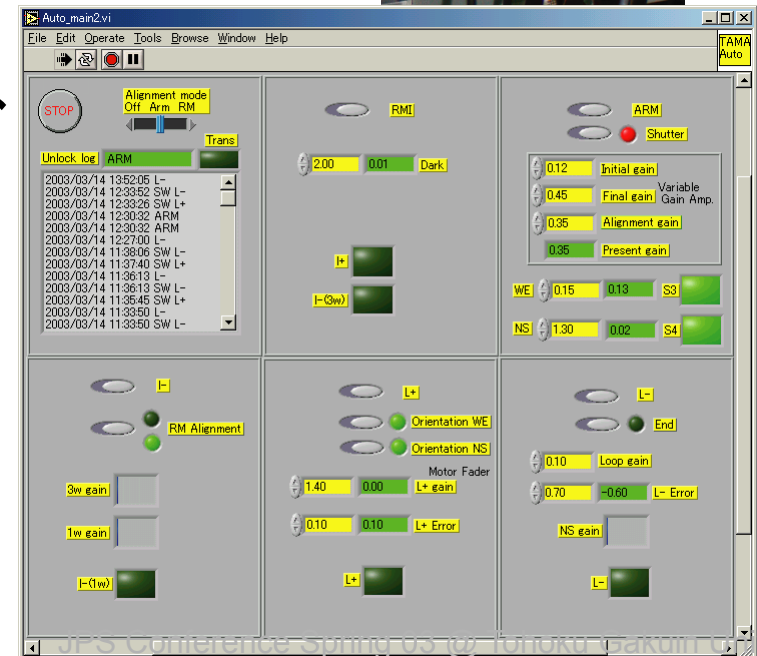 Auto_main2.vi
File Edit Operate Tools Browse Window Help
TAMA
Auto
STOP
Alignment mode
Off Arm RM
Trans
Unlock log ARM
2003/03/14 13:52:05 L-
2003/03/14 12:33:52 SW L-
2003/03/14 12:33:26 SW L+
2003/03/14 12:30:32 ARM
2003/03/14 12:30:32 ARM
2003/03/14 12:27:00 L-
2003/03/14 11:38:06 SW L-
2003/03/14 11:37:40 SW L+
2003/03/14 11:36:13 L-
2003/03/14 11:36:13 SW L-
2003/03/14 11:35:45 SW L+
2003/03/14 11:33:50 L-
2003/03/14 11:33:50 SW L-
RMI
2.00 0.01 Dark
l+
l-(3w)
ARM
Shutter
0.12 Initial gain
0.45 Final gain
Variable
Gain Amp.
0.35 Alignment gain
0.35 Present gain
WE 0.15 0.13 S3
NS 1.30 0.02 S4
l-
RM Alignment
3w gain
1w gain
l-(1w)
L+
Orientation WE
Orientation NS
Motor Fader
1.40 0.00 L+ gain
0.10 0.10 L+ Error
L+
L-
End
0.10 Loop gain
0.70 -0.60 L- Error
NS gain
L-
JPS Conference Spring 03 @ Tohoku Gakuin